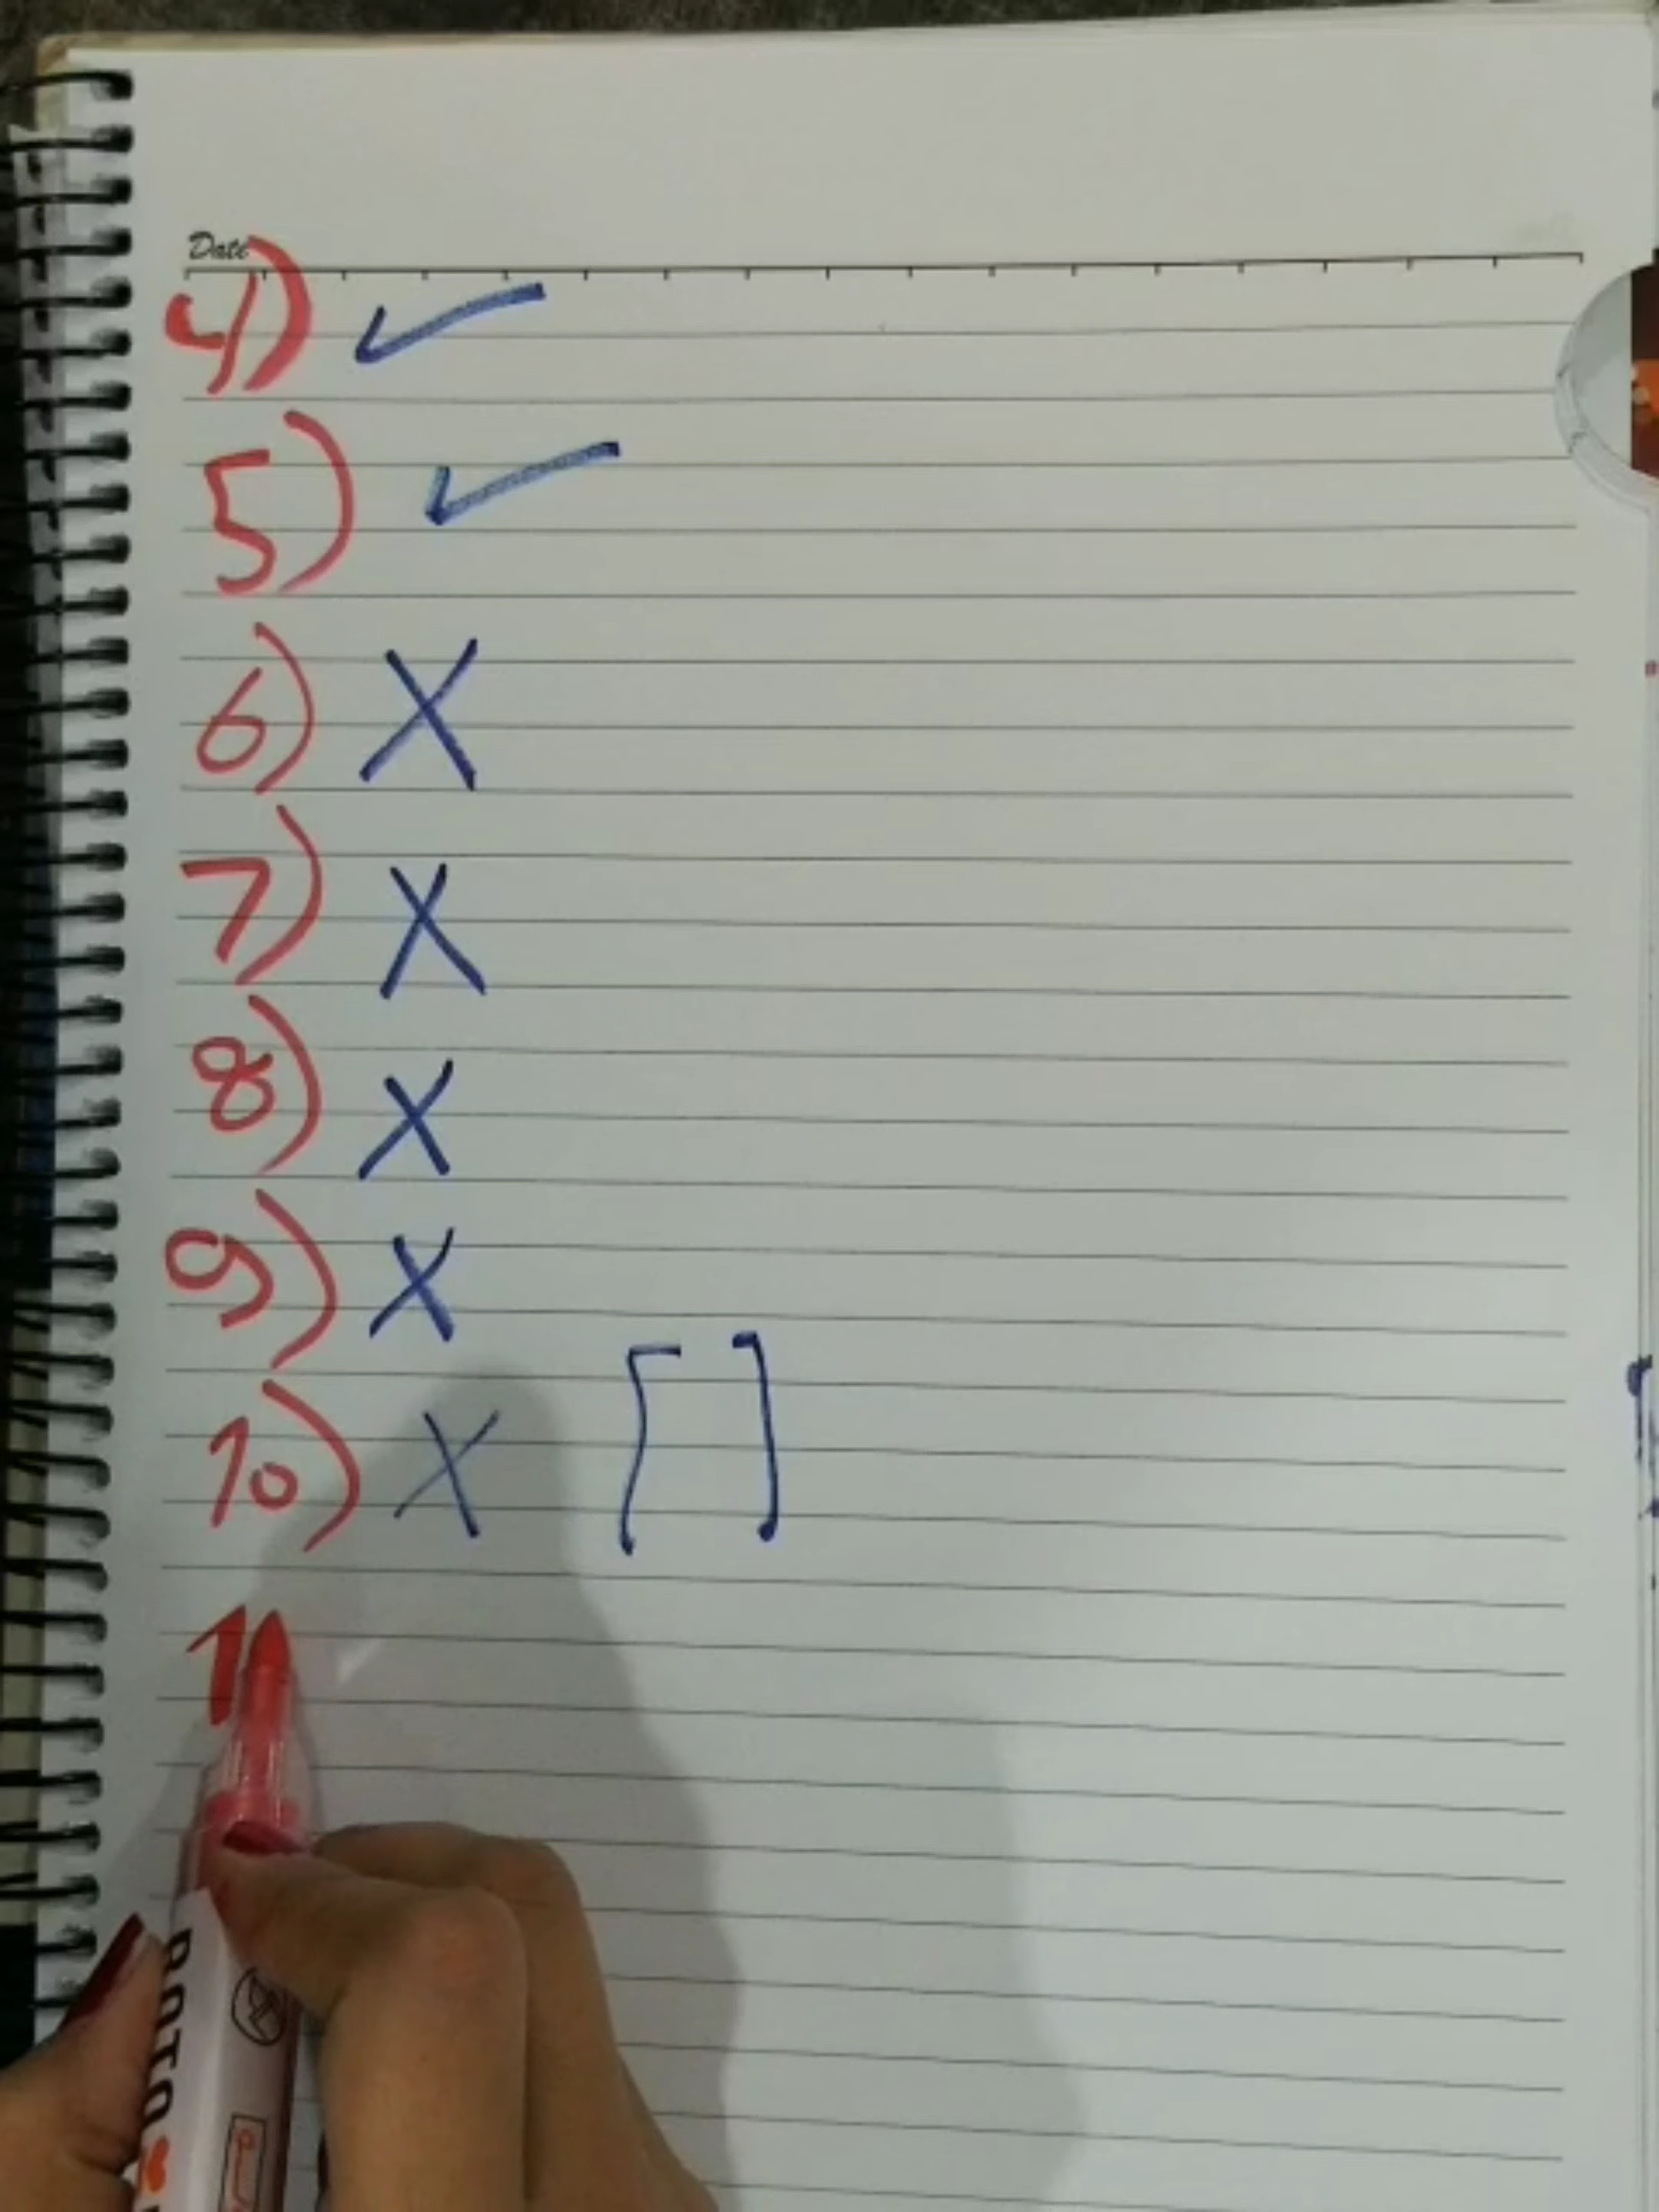 Date
4) ✓
5) ✓
6) X
7) X
8) X
9) X
10) X [ ]
11